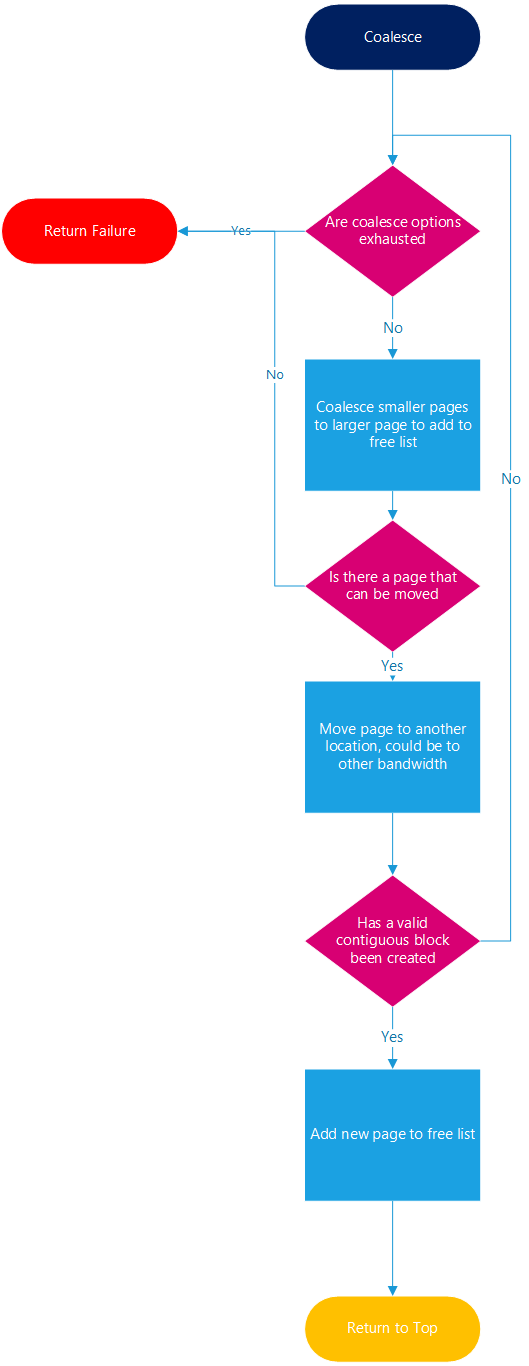 Coalesce
Are coalesce options
exhausted
Yes
Return Failure
No
Coalesce smaller pages
to larger page to add to
free list
No
No
Is there a page that
can be moved
Yes
Move page to another
location, could be to
other bandwidth
Has a valid
contiguous block
been created
Yes
Add new page to free list
Return to Top